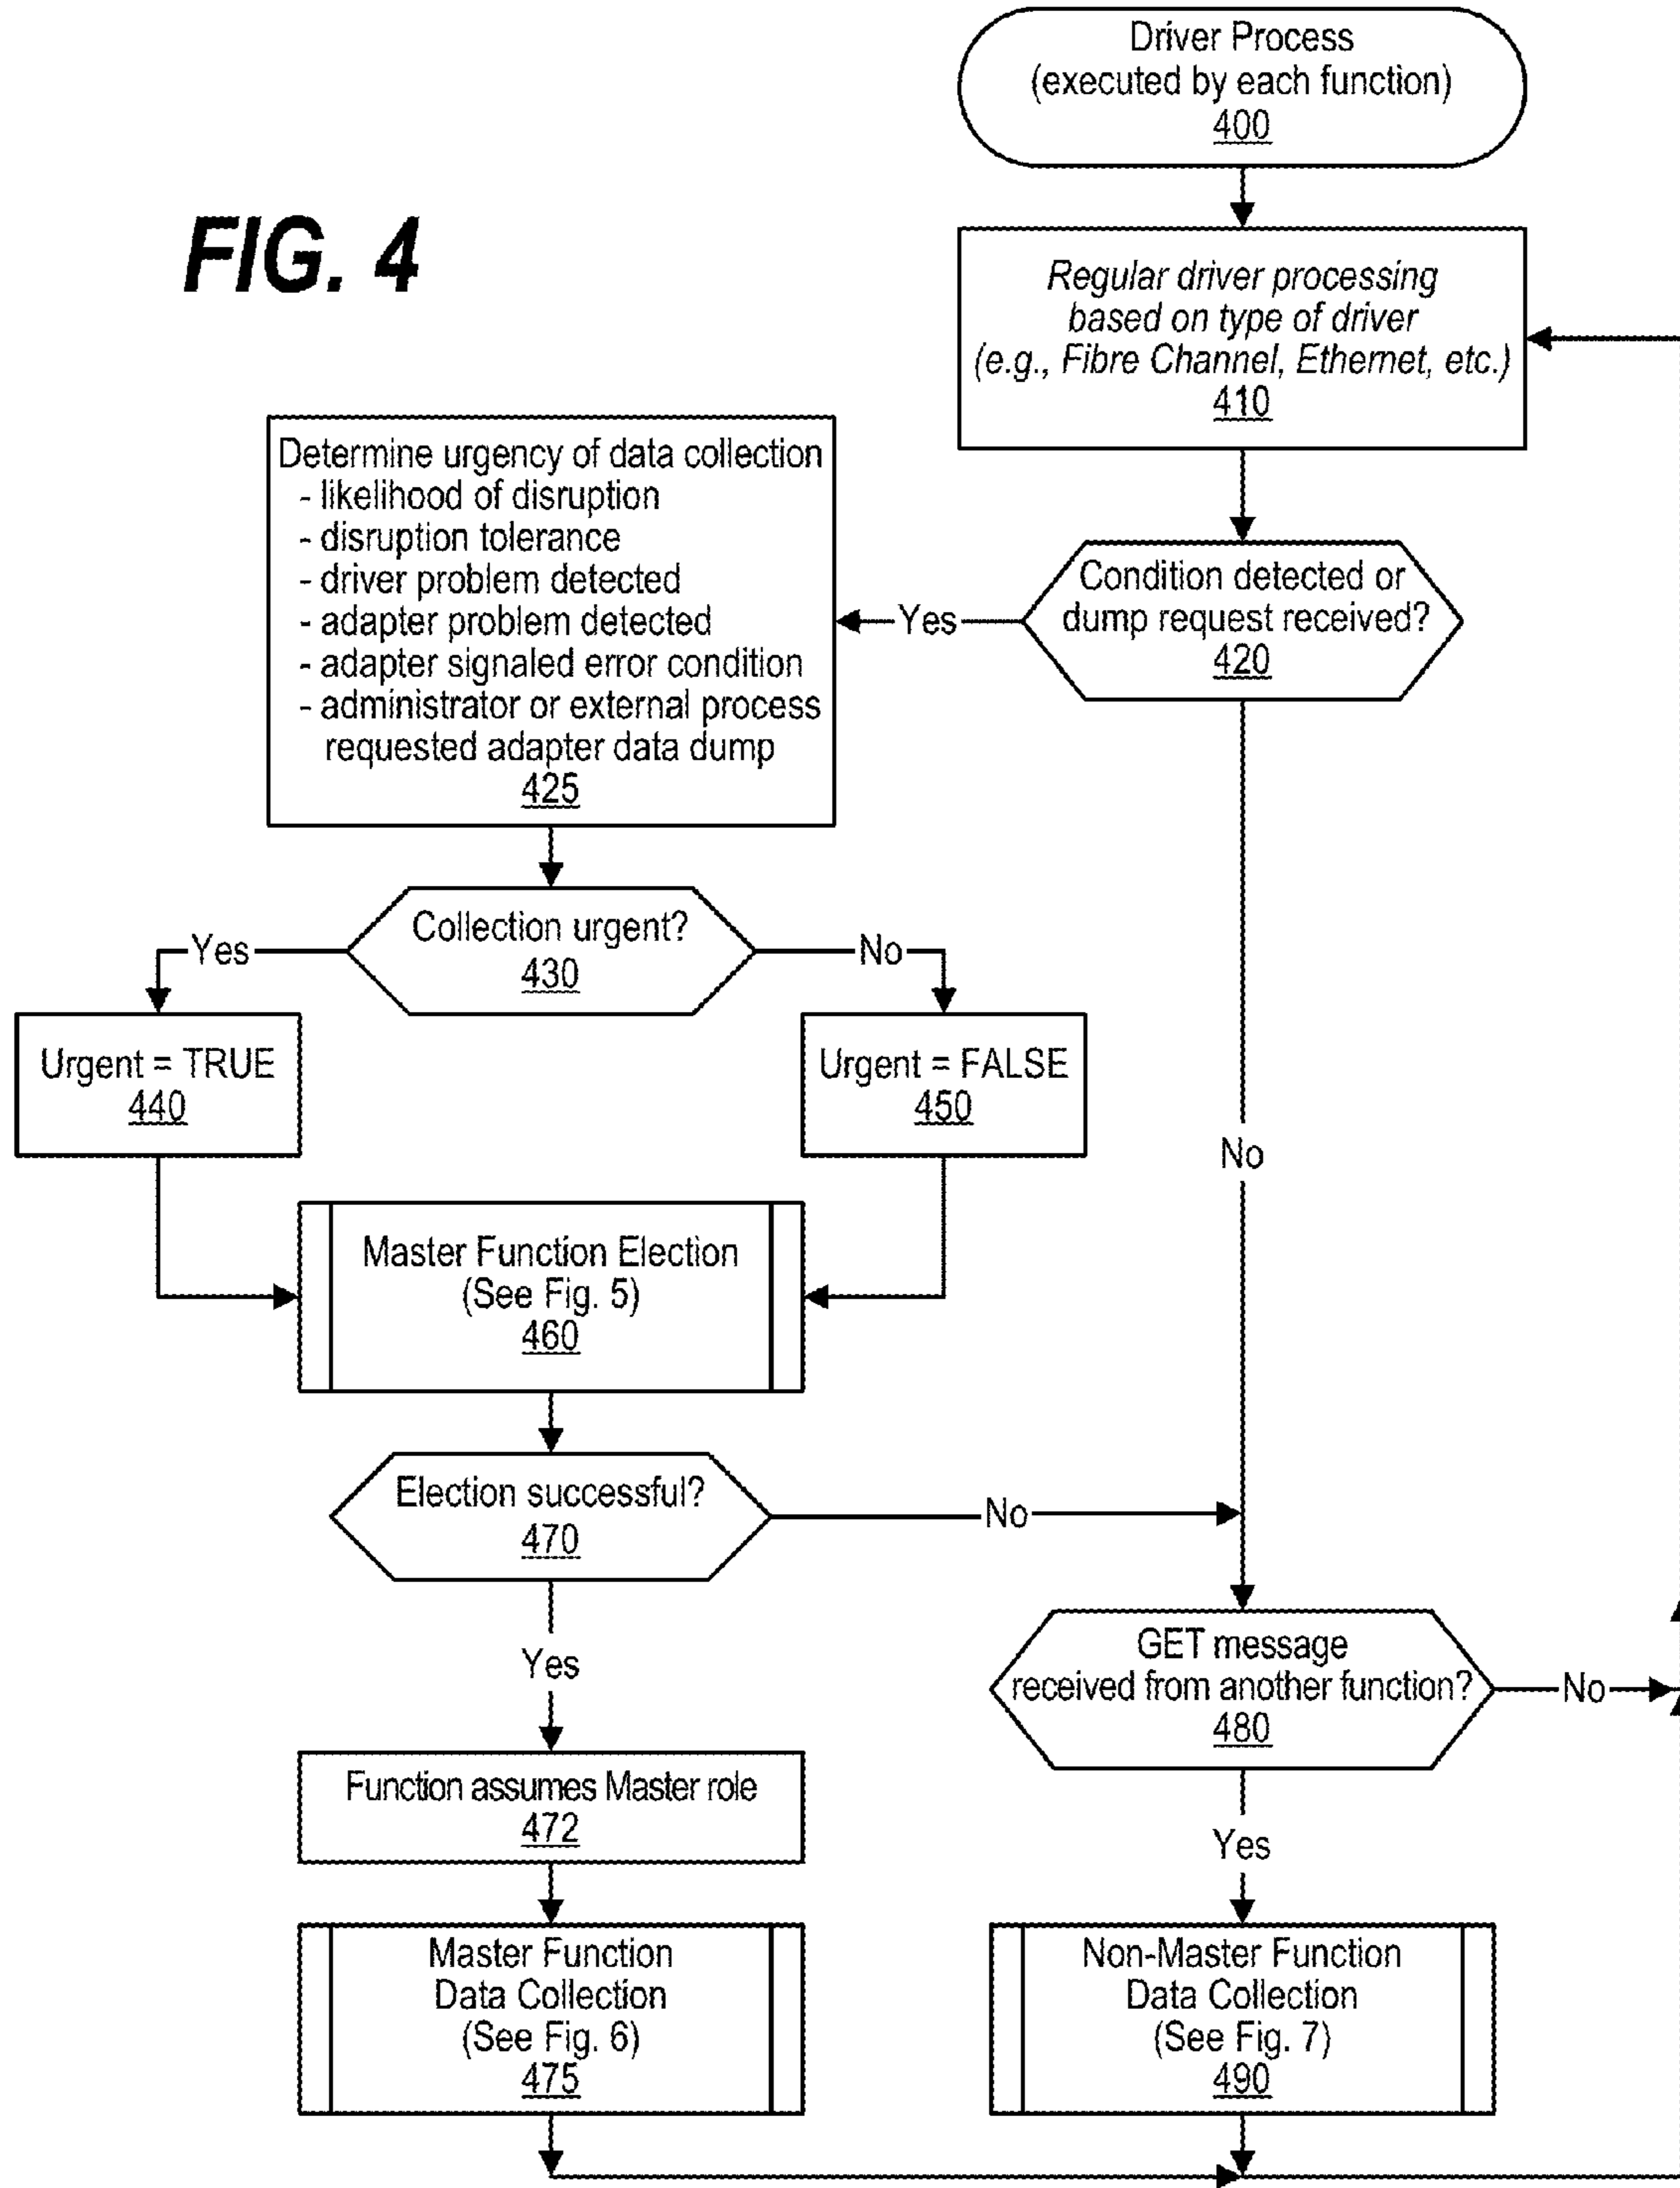 FIG. 4
Driver Process
(executed by each function)
400
Regular driver processing
based on type of driver
(e.g., Fibre Channel, Ethernet, etc.)
410
Condition detected or
dump request received?
420
Yes
No
Determine urgency of data collection
- likelihood of disruption
- disruption tolerance
- driver problem detected
- adapter problem detected
- adapter signaled error condition
- administrator or external process
requested adapter data dump
425
Collection urgent?
430
Yes
No
Urgent = TRUE
440
Urgent = FALSE
450
Master Function Election
(See Fig. 5)
460
Election successful?
470
No
Yes
Function assumes Master role
472
Master Function
Data Collection
(See Fig. 6)
475
GET message
received from another function?
480
No
Yes
Non-Master Function
Data Collection
(See Fig. 7)
490